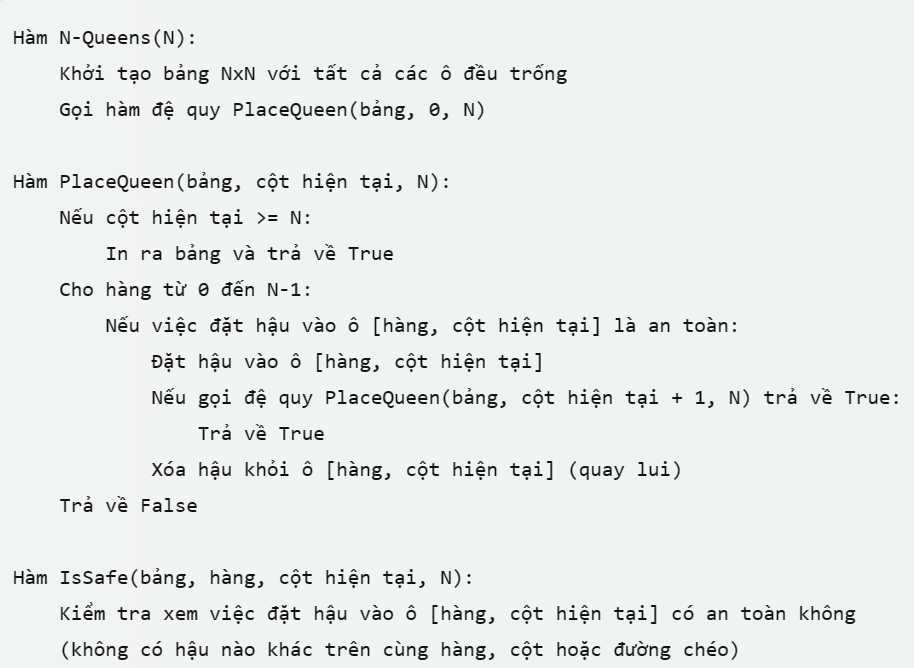 Hàm N-Queens(N):
Khởi tạo bảng NxN với tất cả các ô đều trống
Gọi hàm đệ quy PlaceQueen(bảng, 0, N)
Hàm PlaceQueen(bảng, cột hiện tại, N):
Nếu cột hiện tại >= N:
In ra bảng và trả về True
Cho hàng từ 0 đến N-1:
Nếu việc đặt hậu vào ô [hàng, cột hiện tại] là an toàn:
Đặt hậu vào ô [hàng, cột hiện tại]
Nếu gọi đệ quy PlaceQueen(bảng, cột hiện tại + 1, N) trả về True:
Trả về True
Xóa hậu khỏi ô [hàng, cột hiện tại] (quay lui)
Trả về False
Hàm IsSafe(bảng, hàng, cột hiện tại, N):
Kiểm tra xem việc đặt hậu vào ô [hàng, cột hiện tại] có an toàn không
(không có hậu nào khác trên cùng hàng, cột hoặc đường chéo)